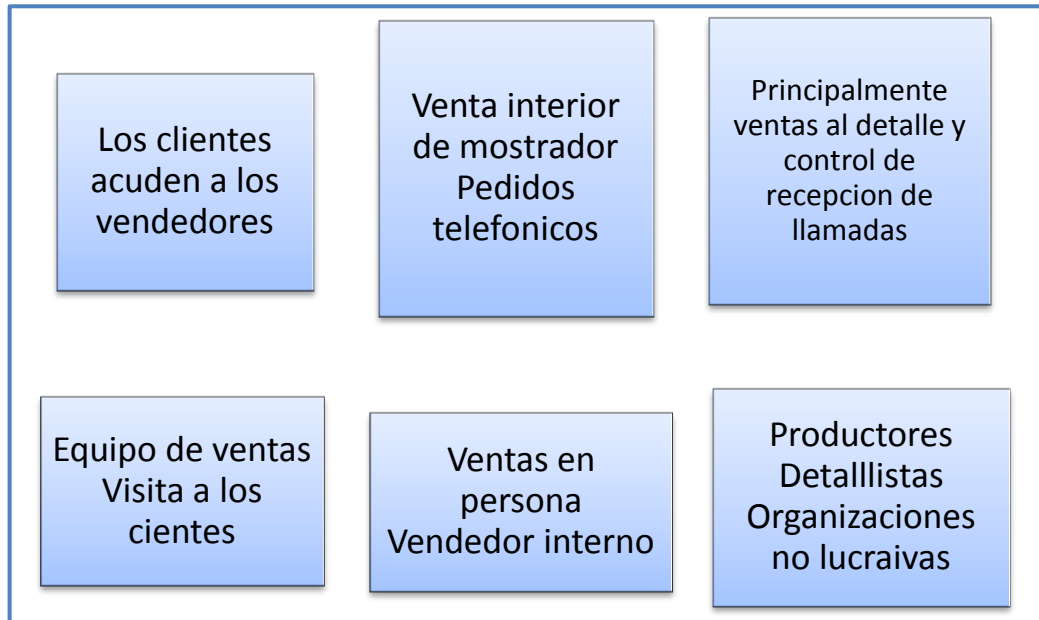 Los clientes
acuden a los
vendedores
Venta interior
de mostrador
Pedidos
telefonicos
Principalmente
ventas al detalle y
control de
recepcion de
llamadas
Equipo de ventas
Visita a los
cientes
Ventas en
persona
Vendedor interno
Productores
Detalllistas
Organizaciones
no lucraivas